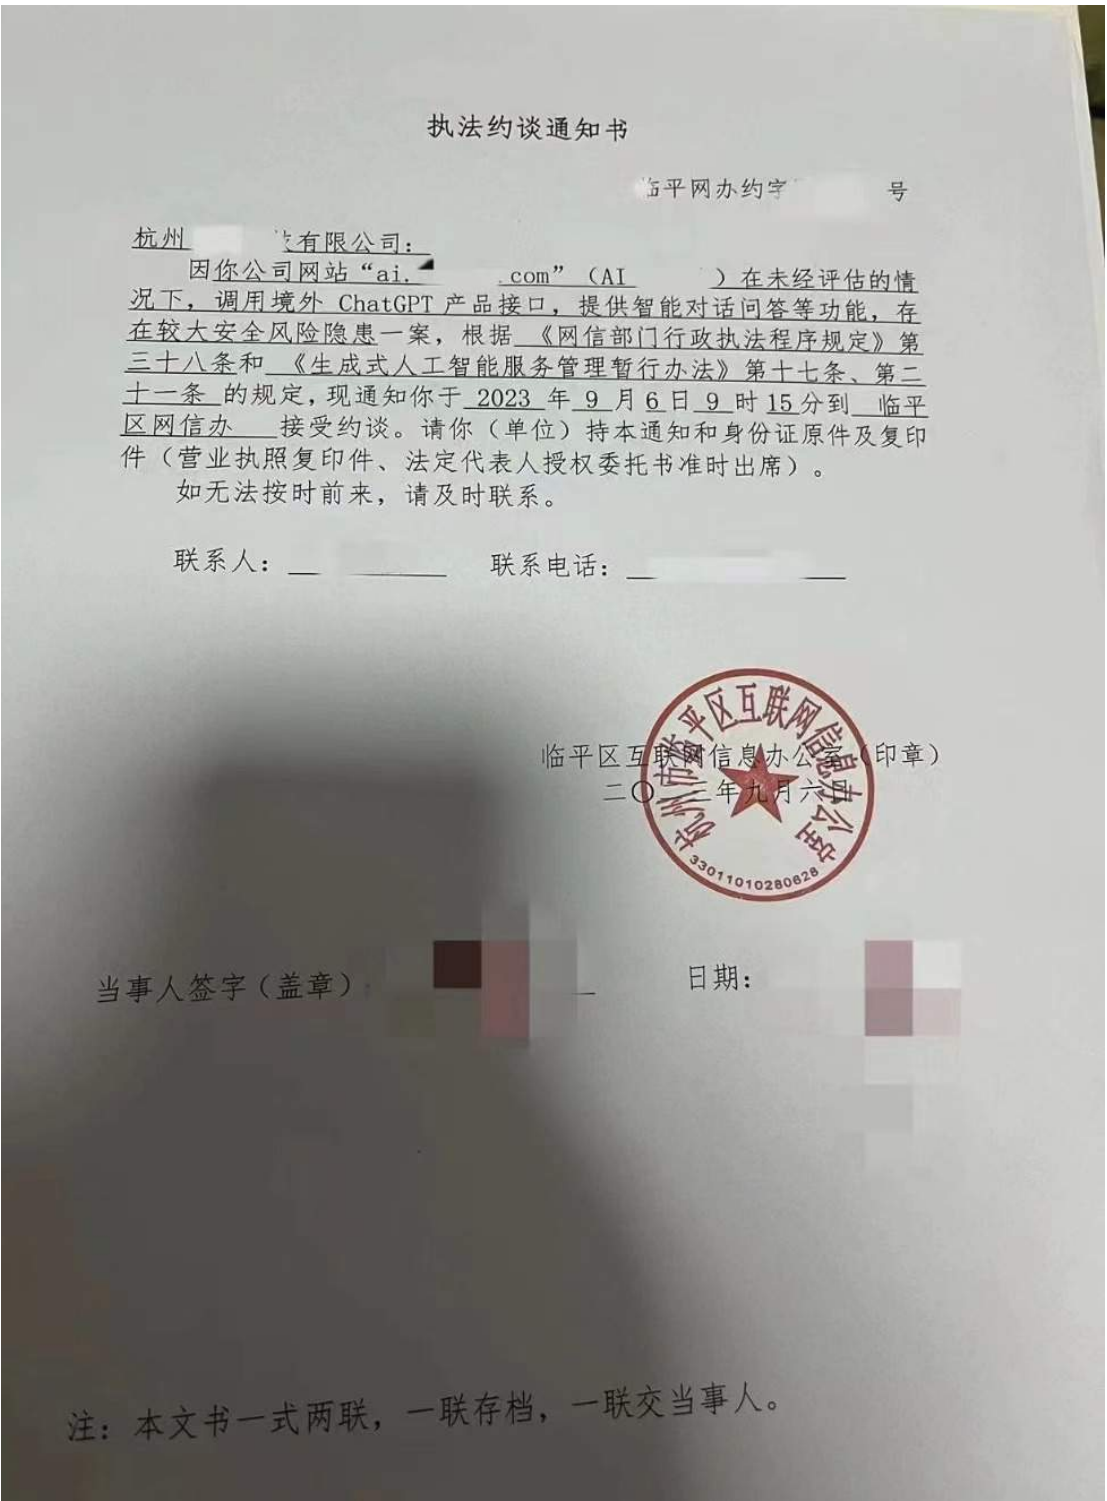 执法约谈通知书
临平网办约字 号
杭州 有限公司：
因你公司网站“ai. .com”（AI ）在未经评估的情
况下，调用境外 ChatGPT 产品接口，提供智能对话问答等功能，存
在较大安全风险隐患一案，根据 《网信部门行政执法程序规定》第
三十八条和 《生成式人工智能服务管理暂行办法》第十七条、第二
十一条 的规定，现通知你于 2023 年 9 月 6 日 9 时 15 分到 临平
区网信办 接受约谈。请你（单位）持本通知和身份证原件及复印
件（营业执照复印件、法定代表人授权委托书准时出席）。
如无法按时前来，请及时联系。
联系人： 联系电话：
临平区互联网信息办公室（印章）
二〇二三年九月六日
杭州市临平区互联网信息办公室
33011010280628
当事人签字（盖章） 日期：
注：本文书一式两联，一联存档，一联交当事人。